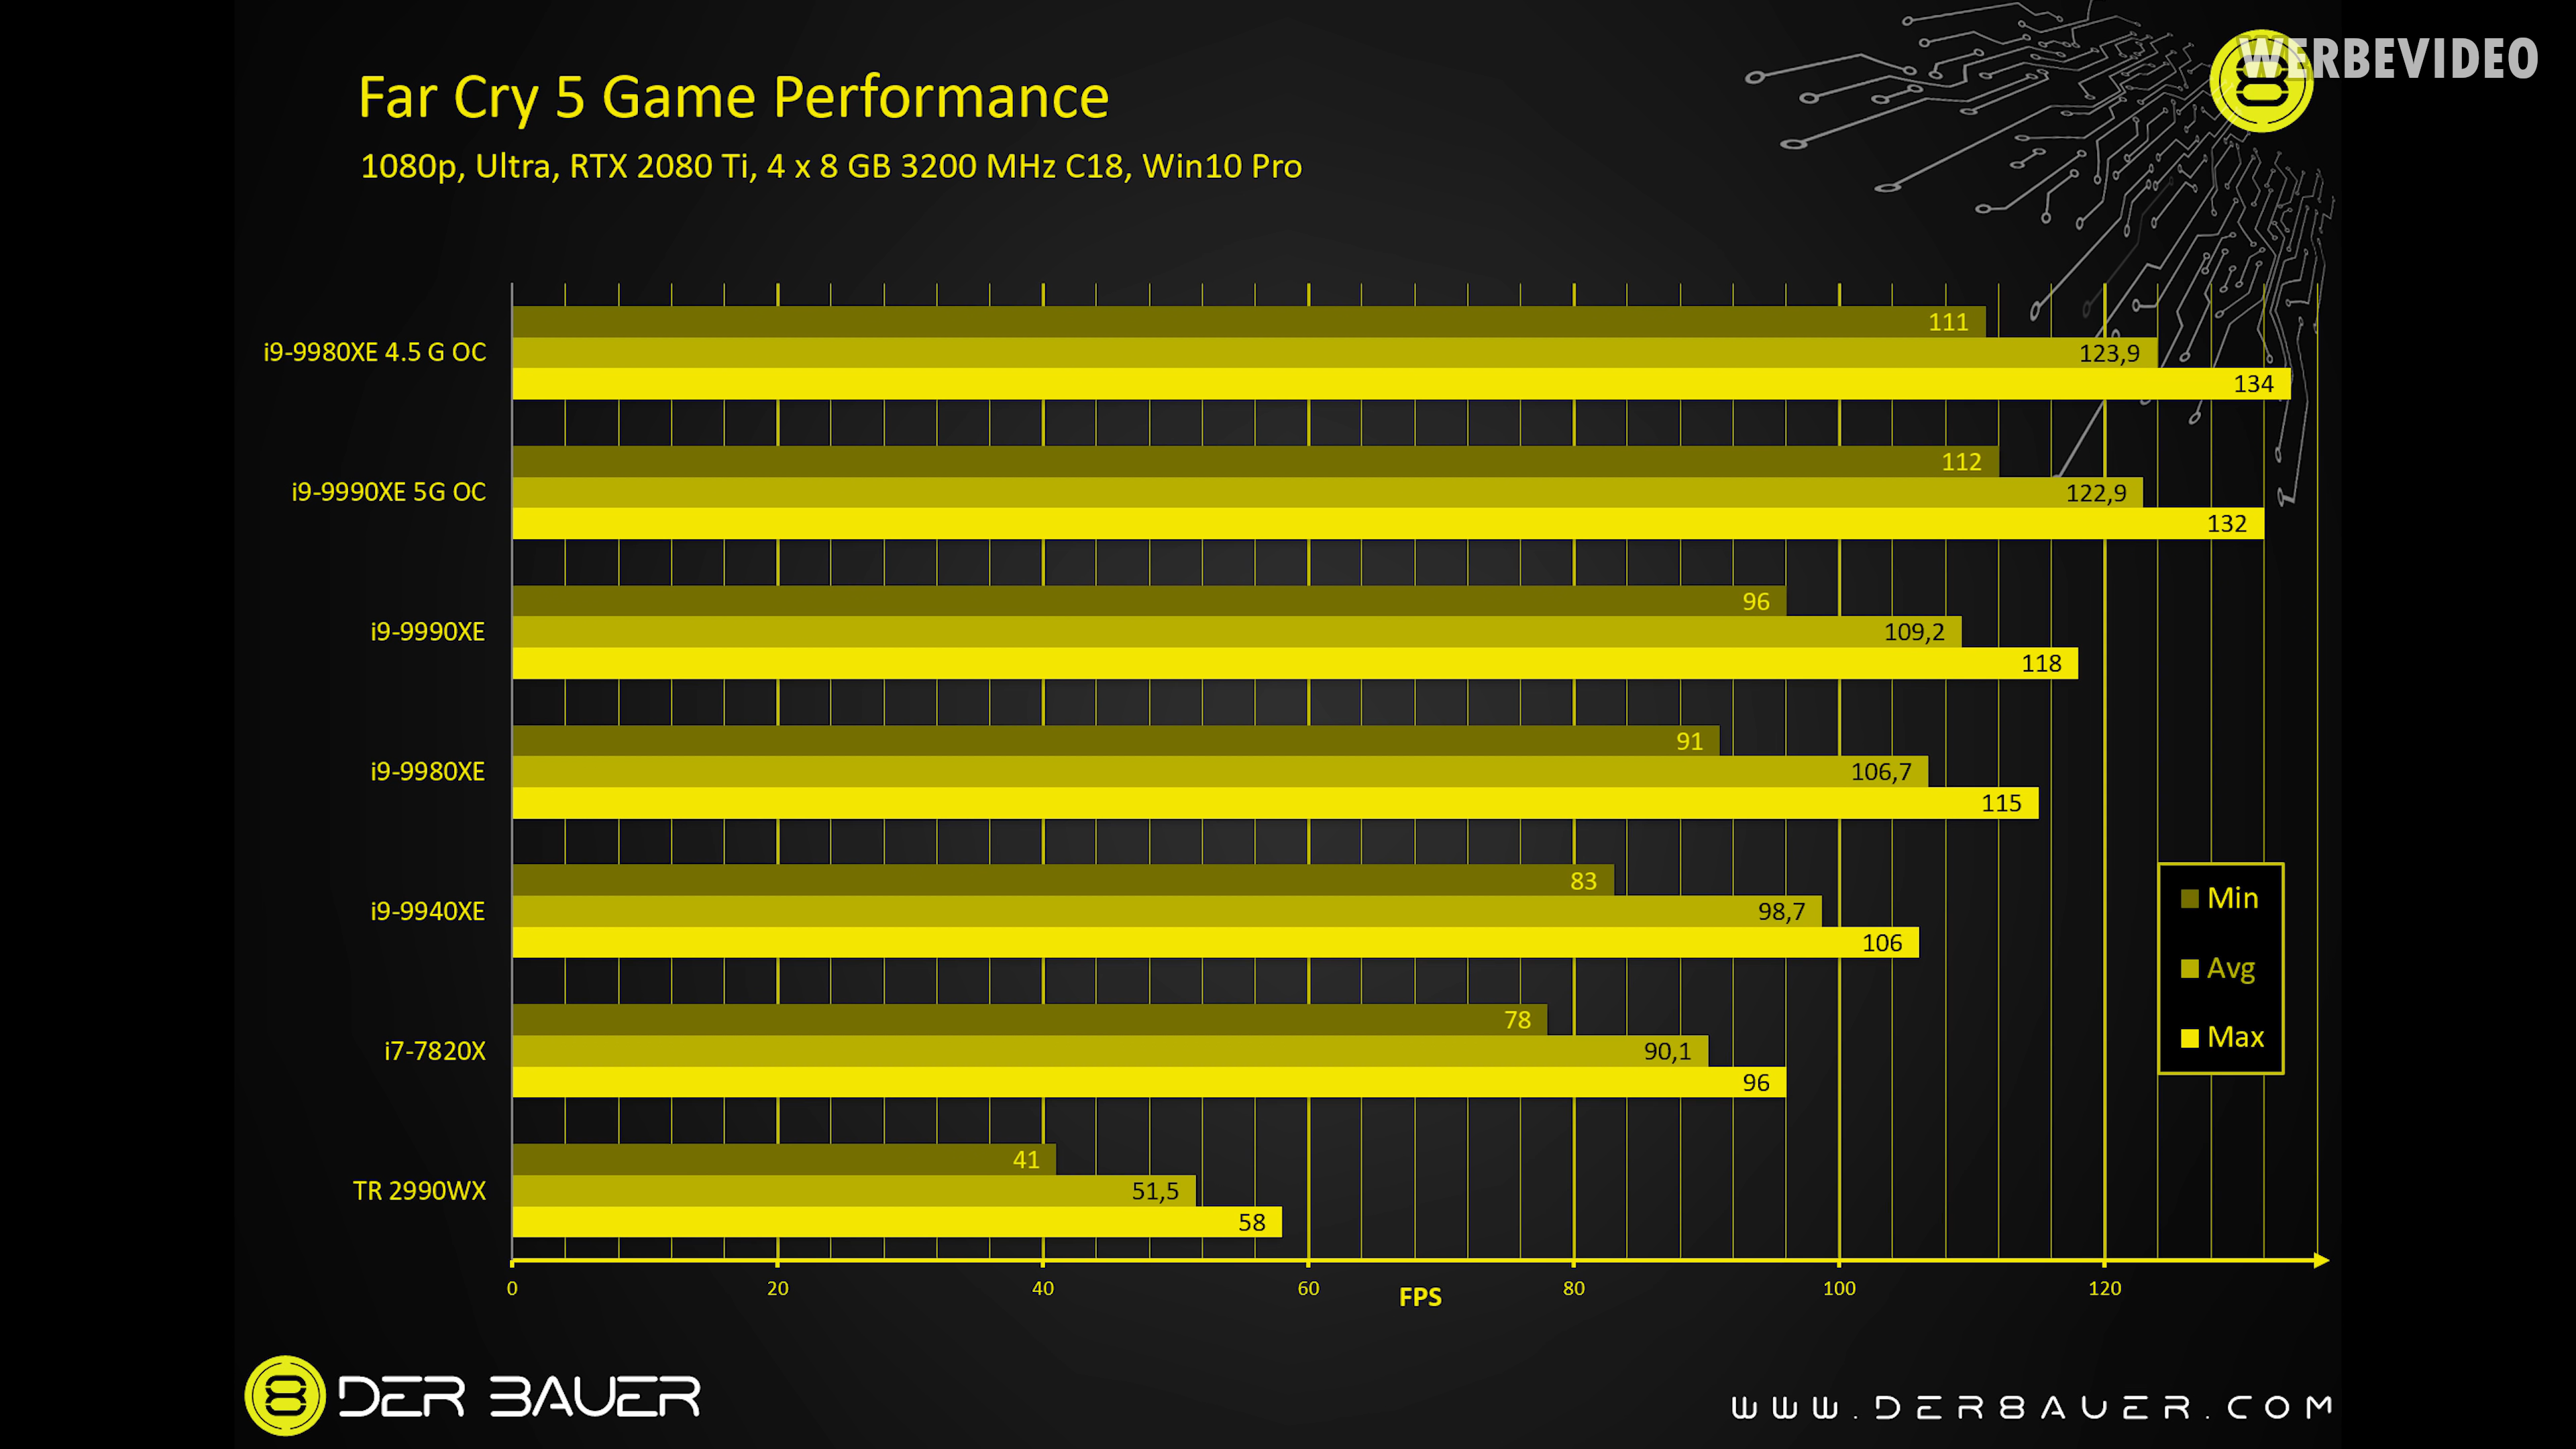 WERBEVIDEO
Far Cry 5 Game Performance
1080p, Ultra, RTX 2080 Ti, 4 x 8 GB 3200 MHz C18, Win10 Pro
i9-9980XE 4.5 G OC
111
123,9
134
i9-9990XE 5G OC
112
122,9
132
i9-9990XE
96
109,2
118
i9-9980XE
91
106,7
115
i9-9940XE
83
98,7
106
i7-7820X
78
90,1
96
TR 2990WX
41
51,5
58
Min
Avg
Max
0 20 40 60 80 100 120
FPS
8 DER 8AUER
WWW.DER8AUER.COM